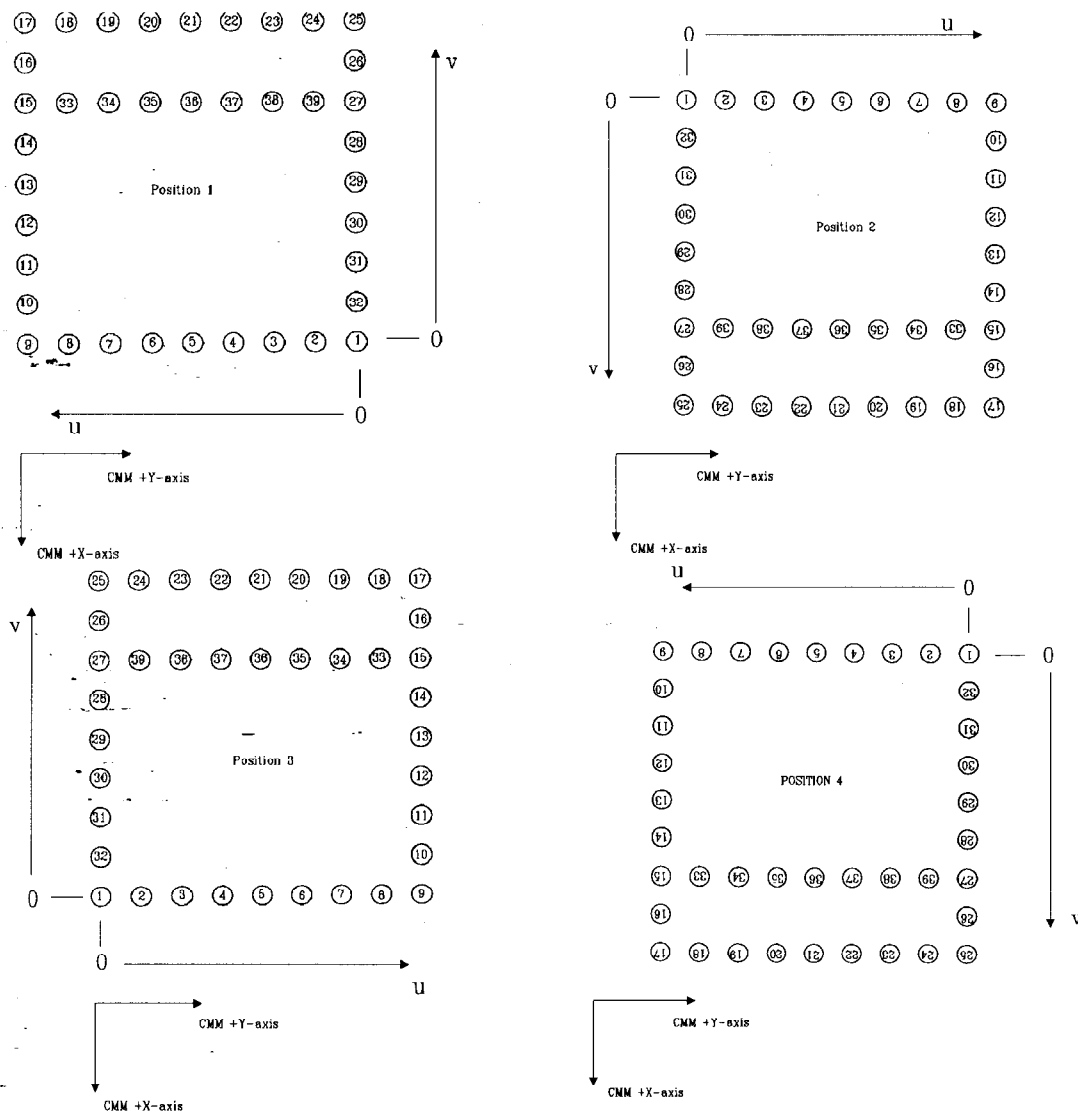 17 18 19 20 21 22 23 24 25
16 26
15 33 34 35 36 37 38 39 27
v
14 28
13 29
Position 1
12 30
11 31
10 32
9 8 7 6 5 4 3 2 1
0
0
u
CMM +Y-axis
CMM +X-axis
u
0
0
1 2 3 4 5 6 7 8 9
32 10
31 11
30 12
Position 2
29 13
28 14
27 39 38 37 36 35 34 33 15
26 16
v
25 24 23 22 21 20 19 18 17
CMM +Y-axis
CMM +X-axis
25 24 23 22 21 20 19 18 17
v
26 16
27 39 38 37 36 35 34 33 15
28 14
29 13
Position 3
30 12
31 11
32 10
0
1 2 3 4 5 6 7 8 9
0
u
CMM +Y-axis
CMM +X-axis
u
0
9 8 7 6 5 4 3 2 1
0
10 32
11 31
12 30
POSITION 4
13 29
14 28
15 33 34 35 36 37 38 39 27
16 26
v
17 18 19 20 21 22 23 24 25
CMM +Y-axis
CMM +X-axis